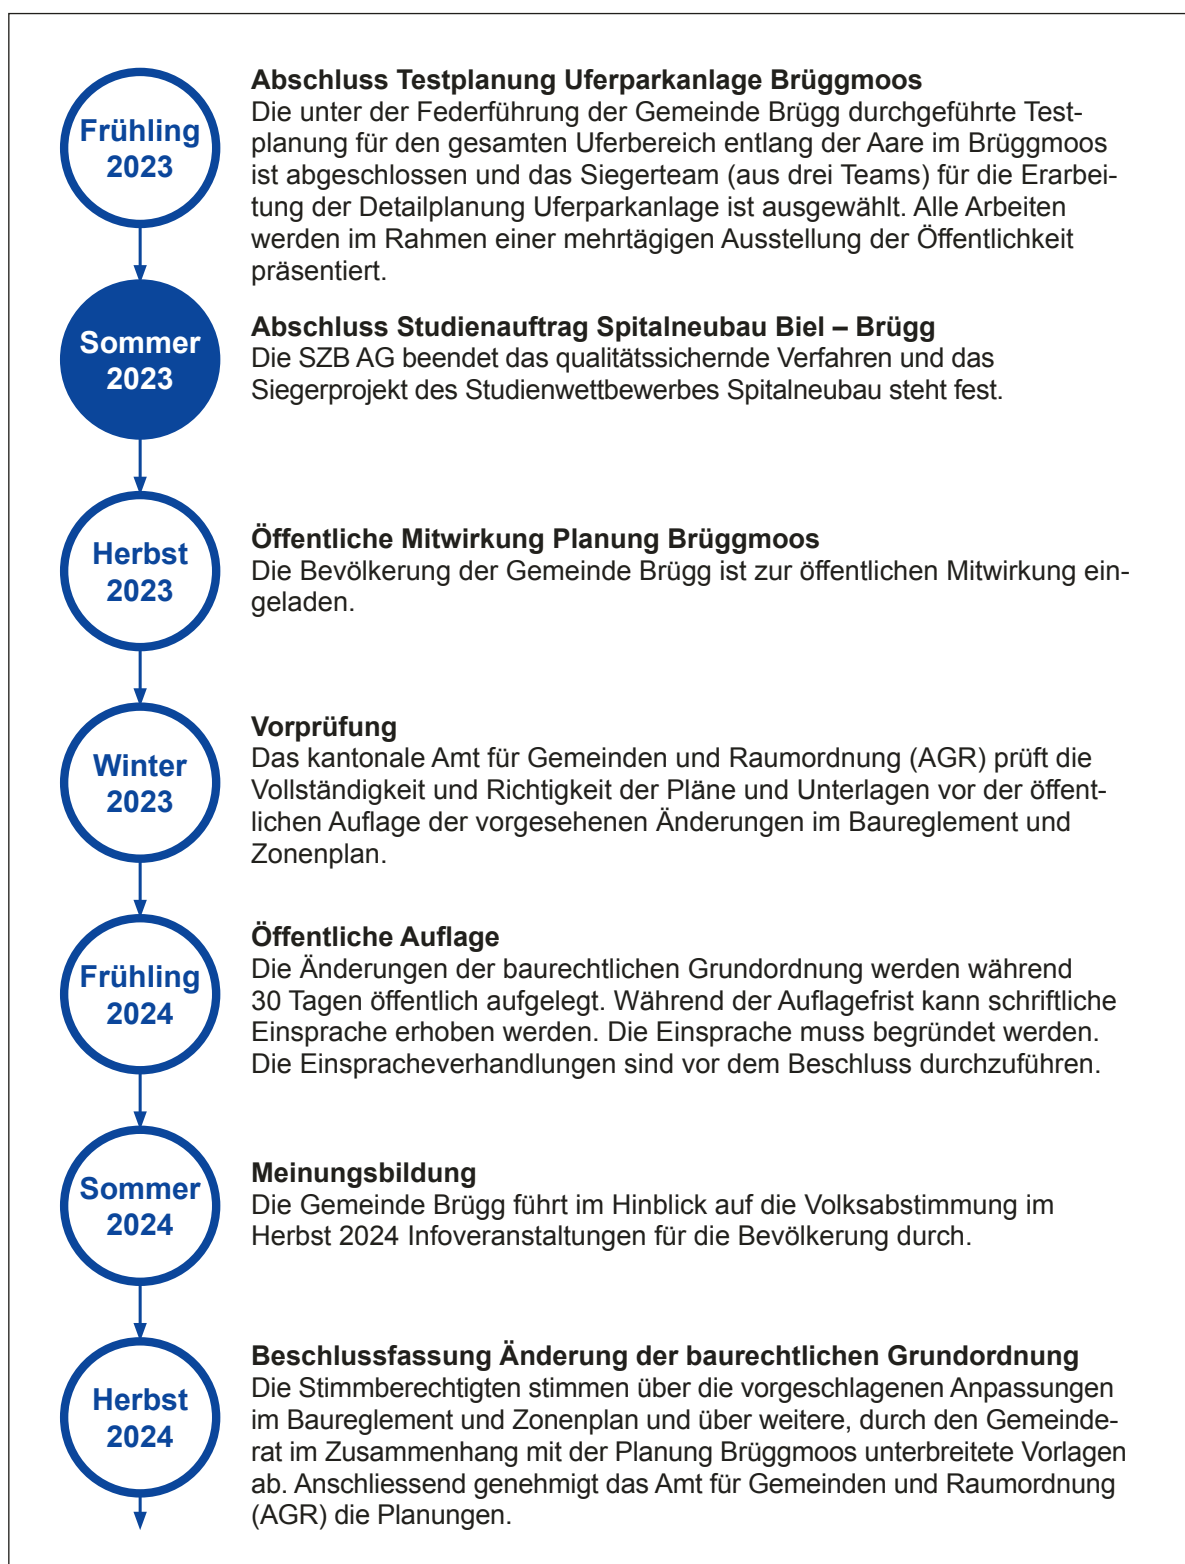 Frühling
2023
Abschluss Testplanung Uferparkanlage Brüggmoos
Die unter der Federführung der Gemeinde Brügg durchgeführte Test-
planung für den gesamten Uferbereich entlang der Aare im Brüggmoos
ist abgeschlossen und das Siegerteam (aus drei Teams) für die Erarbei-
tung der Detailplanung Uferparkanlage ist ausgewählt. Alle Arbeiten
werden im Rahmen einer mehrtägigen Ausstellung der Öffentlichkeit
präsentiert.
Sommer
2023
Abschluss Studienauftrag Spitalneubau Biel – Brügg
Die SZB AG beendet das qualitätssichernde Verfahren und das
Siegerprojekt des Studienwettbewerbes Spitalneubau steht fest.
Herbst
2023
Öffentliche Mitwirkung Planung Brüggmoos
Die Bevölkerung der Gemeinde Brügg ist zur öffentlichen Mitwirkung ein-
geladen.
Winter
2023
Vorprüfung
Das kantonale Amt für Gemeinden und Raumordnung (AGR) prüft die
Vollständigkeit und Richtigkeit der Pläne und Unterlagen vor der öffent-
lichen Auflage der vorgesehenen Änderungen im Baureglement und
Zonenplan.
Frühling
2024
Öffentliche Auflage
Die Änderungen der baurechtlichen Grundordnung werden während
30 Tagen öffentlich aufgelegt. Während der Auflagefrist kann schriftliche
Einsprache erhoben werden. Die Einsprache muss begründet werden.
Die Einspracheverhandlungen sind vor dem Beschluss durchzuführen.
Sommer
2024
Meinungsbildung
Die Gemeinde Brügg führt im Hinblick auf die Volksabstimmung im
Herbst 2024 Infoveranstaltungen für die Bevölkerung durch.
Herbst
2024
Beschlussfassung Änderung der baurechtlichen Grundordnung
Die Stimmberechtigten stimmen über die vorgeschlagenen Anpassungen
im Baureglement und Zonenplan und über weitere, durch den Gemeinde-
rat im Zusammenhang mit der Planung Brüggmoos unterbreitete Vorlagen
ab. Anschliessend genehmigt das Amt für Gemeinden und Raumordnung
(AGR) die Planungen.